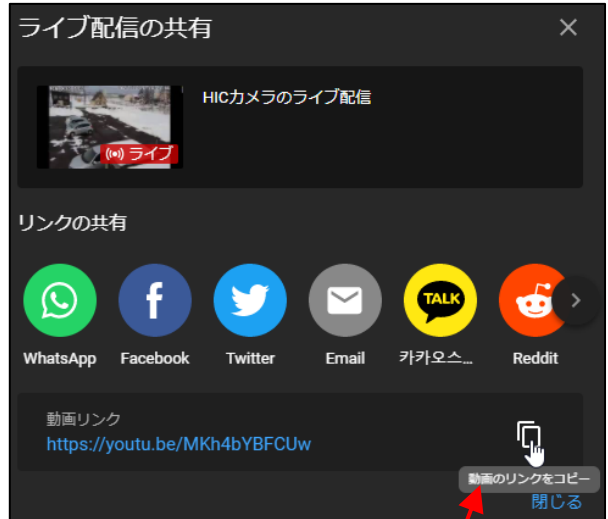 ライブ配信の共有
HICカメラのライブ配信
ライブ
リンクの共有
f
TALK
WhatsApp
Facebook
Twitter
Email
카카오스...
Reddit
動画リンク
https://youtu.be/MKh4bYBFCUw
動画のリンクをコピー
閉じる